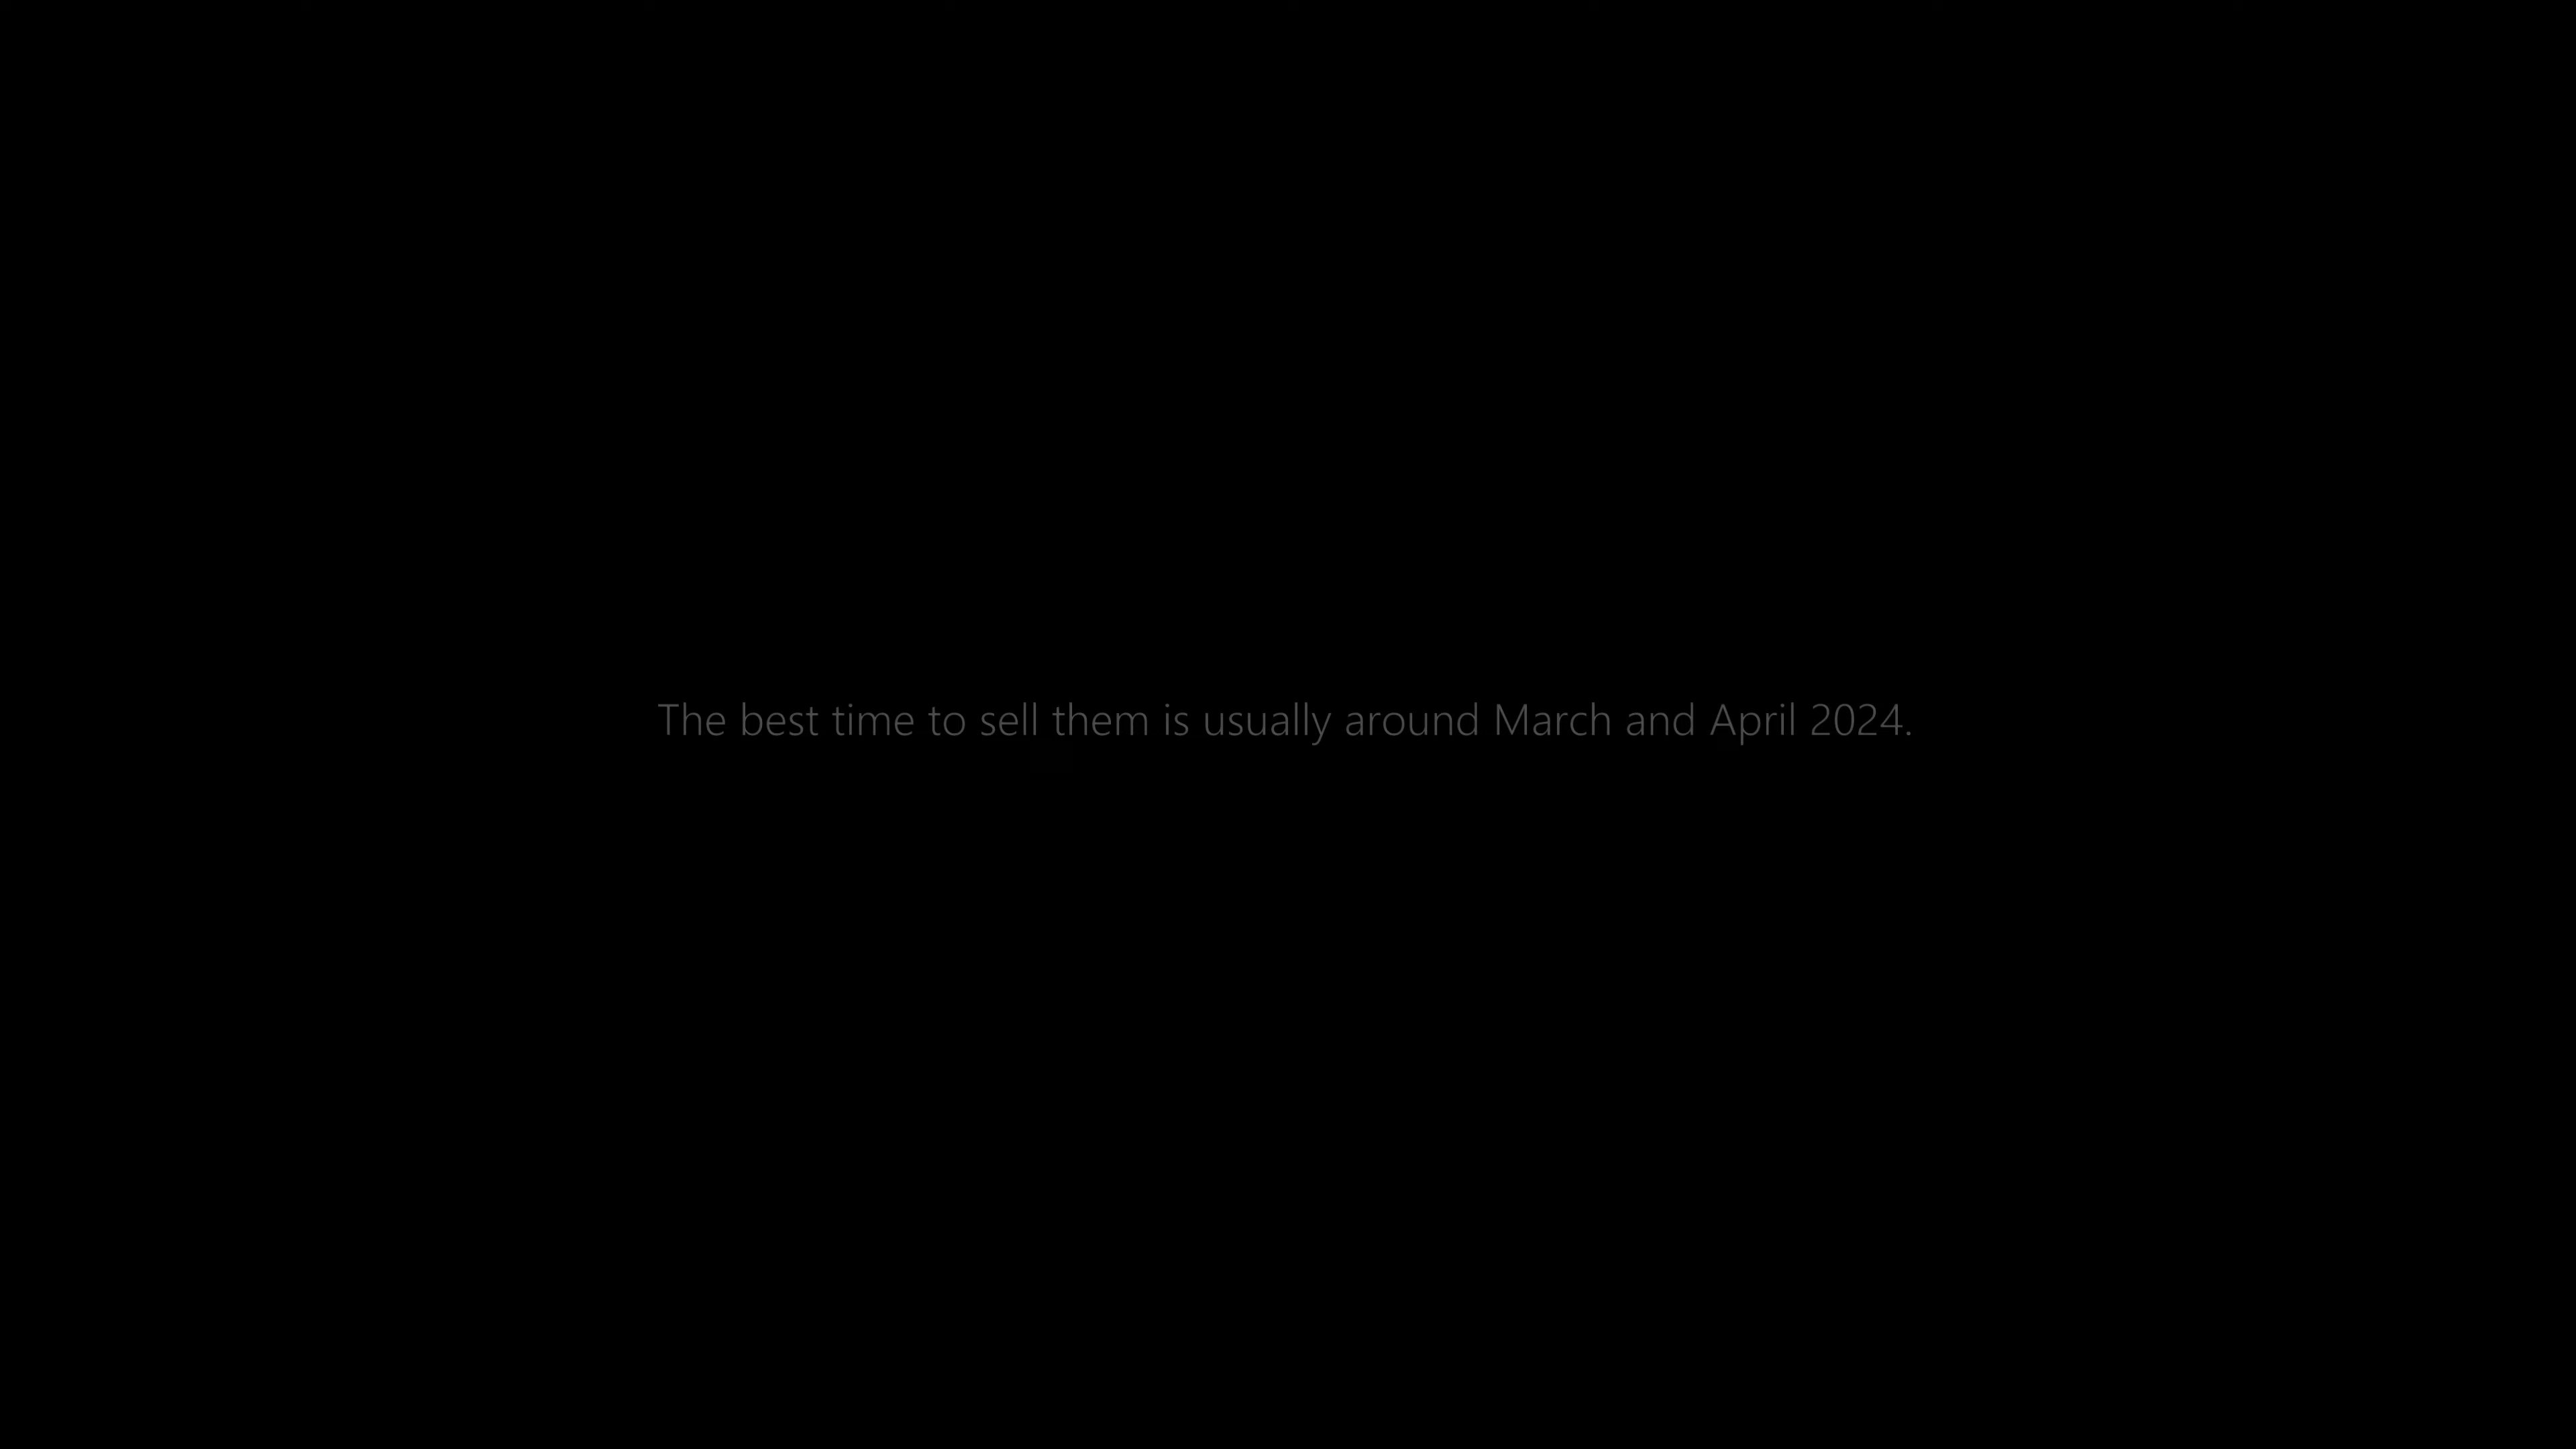 The best time to sell them is usually around March and April 2024.